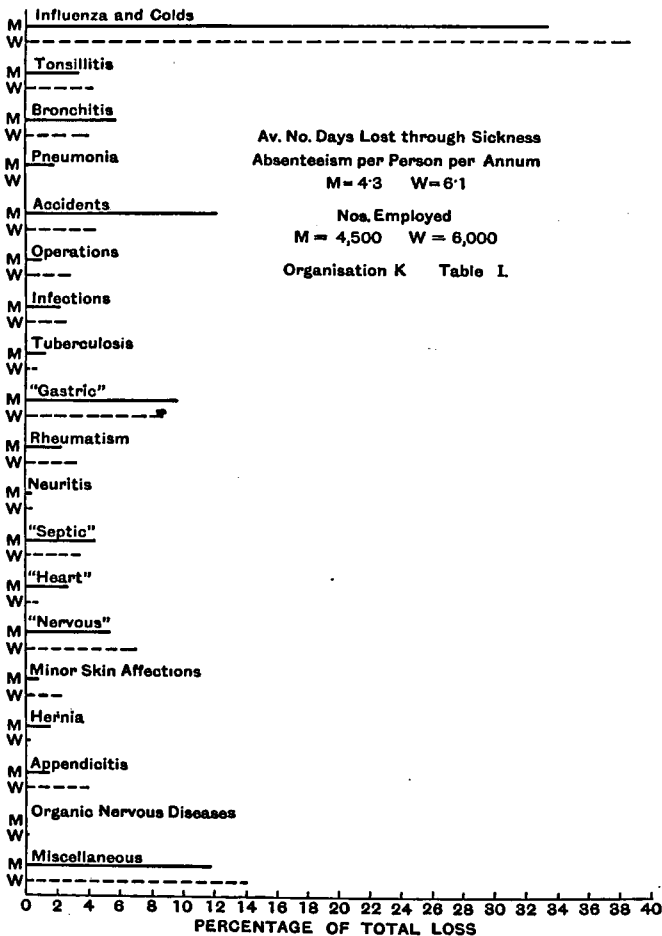 Influenza and Colds
M
W
Tonsillitis
M
W
Bronchitis
M
W
Pneumonia
M
W
Accidents
M
W
Operations
M
W
Infections
M
W
Tuberculosis
M
W
"Gastric"
M
W
Rheumatism
M
W
Neuritis
M
W
"Septic"
M
W
"Heart"
M
W
"Nervous"
M
W
Minor Skin Affections
M
W
Hernia
M
W
Appendicitis
M
W
Organic Nervous Diseases
M
W
Miscellaneous
M
W
Av. No. Days Lost through Sickness
Absenteeism per Person per Annum
M=4·3 W=6·1
Nos. Employed
M = 4,500 W = 6,000
Organisation K Table I.
0 2 4 6 8 10 12 14 16 18 20 22 24 26 28 30 32 34 36 38 40
PERCENTAGE OF TOTAL LOSS